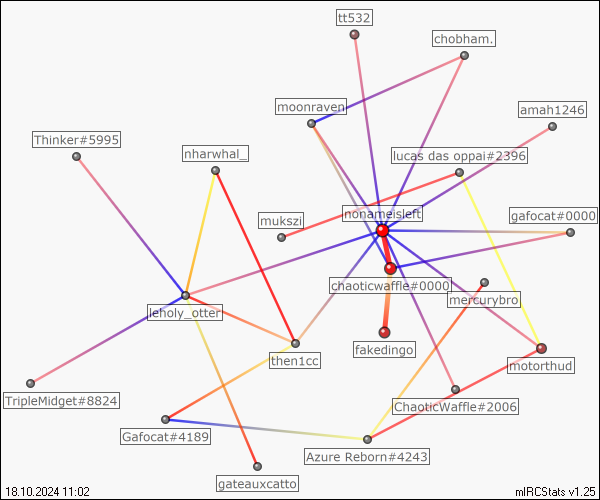 tt532
chobham.
moonraven
amah1246
Thinker#5995
nharwhal_
lucas das oppai#2396
mukszi
nonameisleft
gafocat#0000
chaoticwaffle#0000
mercurybro
leholy_otter
fakedingo
then1cc
motorthud
TripleMidget#8824
ChaoticWaffle#2006
Gafocat#4189
Azure Reborn#4243
gateauxcatto
18.10.2024 11:02
mIRCStats v1.25